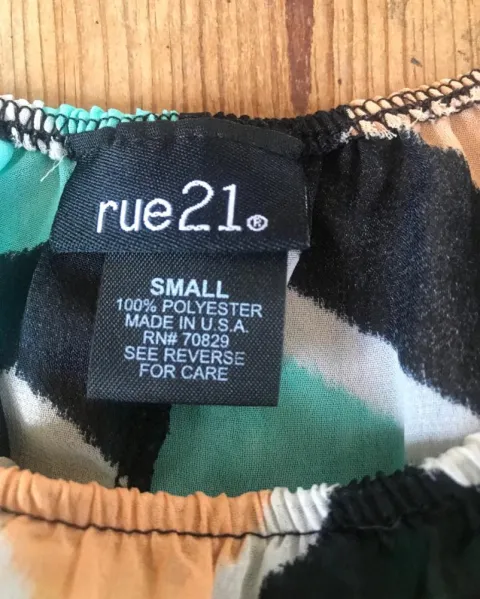 rue21®
SMALL
100% POLYESTER
MADE IN U.S.A.
RN# 70829
SEE REVERSE
FOR CARE